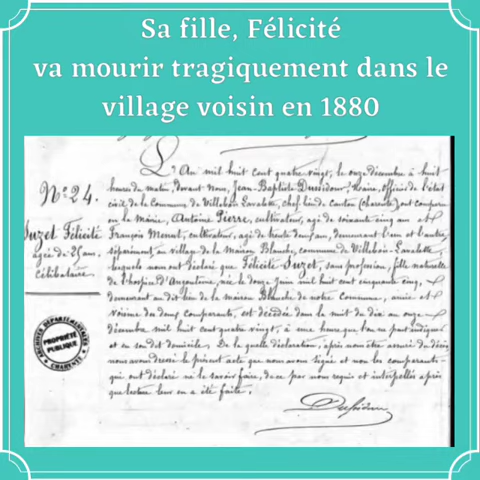 Sa fille, Félicité
va mourir tragiquement dans le
village voisin en 1880
L'An mil huit cent quatre-vingt, le onze décembre à huit
heures du matin, devant Nous, Jean-Baptiste Dussidour, Maire, officier de l'état
civil, de la Commune de Villebois Lavalette, chef-lieu de Canton (charente) ont comparu
en la Mairie, Antoine Pierre, cultivateur, agé de soixante cinq ans et
François Monnet, cultivateur, agé de trente deux ans, demeurant l'un et l'autre
séparément au village de la Maison Blanche, commune de Villebois-Lavalette,
lesquels nous ont déclaré que Félicité Suzet, sans profession, fille naturelle
de l'hospice d'Angoulême, née le douze Juin mil huit cent cinquante cinq,
demeurant au dit lieu de la maison Blanche de notre Commune, amie et
voisine des deux comparants, est décédée dans la nuit du dix au onze
décembre mil huit cent quatre vingt, à une heure qu'on ne peut indiquer
et en son dit domicile. De la quelle déclaration, après nous être assuré du décès
nous avons dressé le présent acte que nous avons signé et non les comparants
qui ont déclaré ne le savoir faire, de ce par nous requis et interpellés après
que lecture leur en a été faite.
N° 24.
Suzet Félicité
agée de 25 ans,
Célibataire.
ARCHIVES DÉPARTEMENTALES
PROPRIÉTÉ
PUBLIQUE
CHARENTE